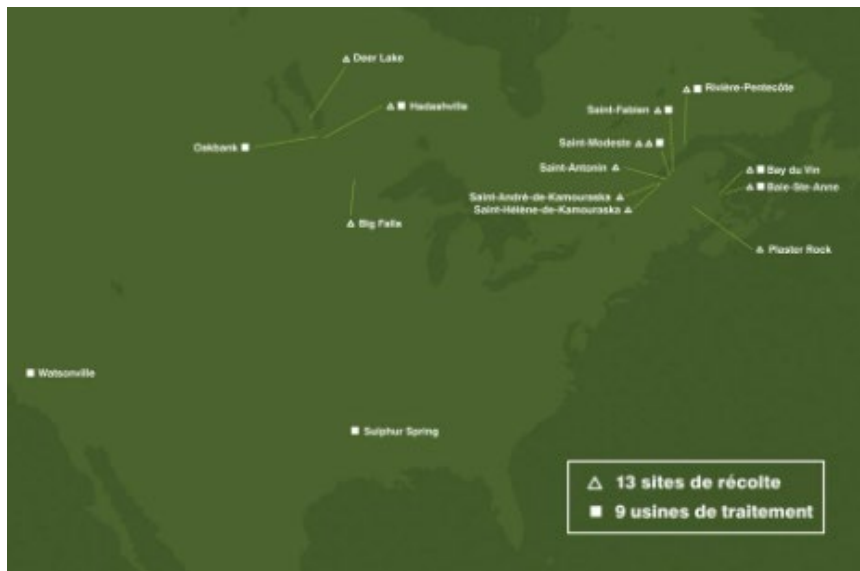 Deer Lake
Hadashville
Oakbank
Rivière-Pentecôte
Saint-Fabien
Saint-Modeste
Saint-Antonin
Bay du Vin
Baie-Ste-Anne
Saint-André-de-Kamouraska
Saint-Hélène-de-Kamouraska
Big Falls
Plaster Rock
Watsonville
Sulphur Spring
13 sites de récolte
9 usines de traitement